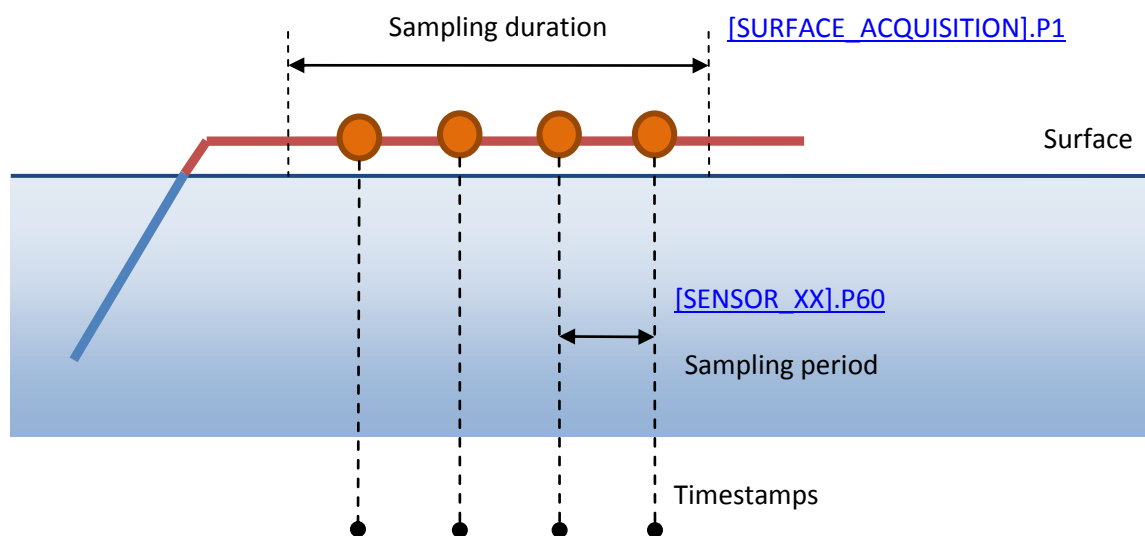 Sampling duration
[SURFACE_ACQUISITION].P1
Surface
[SENSOR_XX].P60
Sampling period
Timestamps